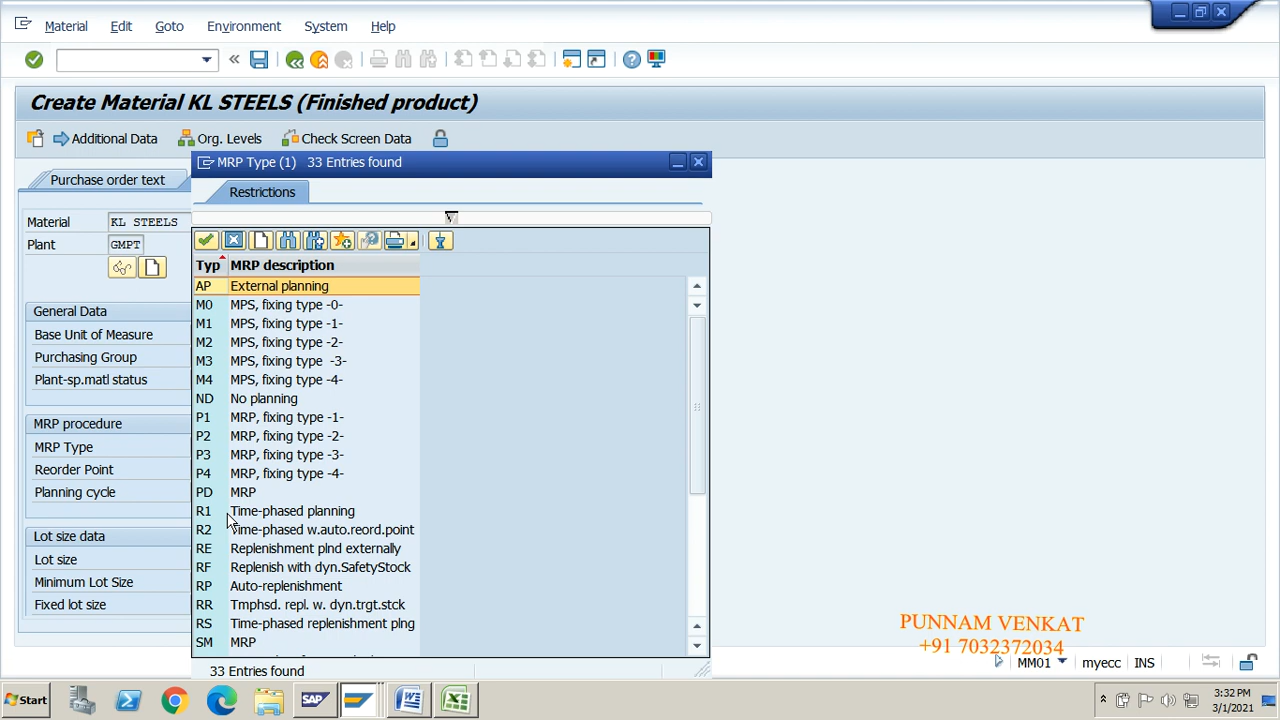 Material Edit Goto Environment System Help
Create Material KL STEELS (Finished product)
Additional Data Org. Levels Check Screen Data
MRP Type (1) 33 Entries found
Restrictions
Purchase order text
Material KL STEELS
Plant GMPT
General Data
Base Unit of Measure
Purchasing Group
Plant-sp.matl status
MRP procedure
MRP Type
Reorder Point
Planning cycle
Lot size data
Lot size
Minimum Lot Size
Fixed lot size
Typ MRP description
AP External planning
M0 MPS, fixing type -0-
M1 MPS, fixing type -1-
M2 MPS, fixing type -2-
M3 MPS, fixing type -3-
M4 MPS, fixing type -4-
ND No planning
P1 MRP, fixing type -1-
P2 MRP, fixing type -2-
P3 MRP, fixing type -3-
P4 MRP, fixing type -4-
PD MRP
R1 Time-phased planning
R2 Time-phased w.auto.reord.point
RE Replenishment plnd externally
RF Replenish with dyn.SafetyStock
RP Auto-replenishment
RR Tmphsd. repl. w. dyn.trgt.stck
RS Time-phased replenishment plng
SM MRP
33 Entries found
PUNNAM VENKAT
+91 7032372034
MM01 myecc INS
Start SAP 3:32 PM
3/1/2021